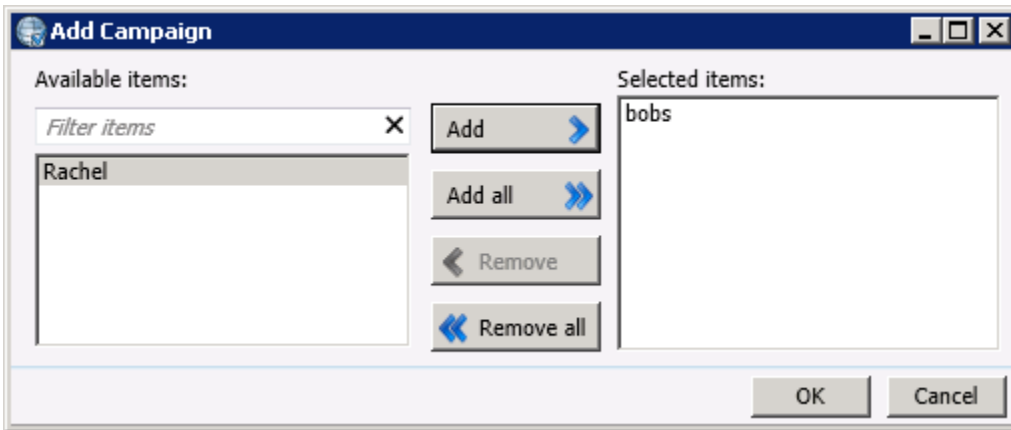 Add Campaign
Available items:
Filter items
Rachel
Add
Add all
Remove
Remove all
Selected items:
bobs
OK
Cancel